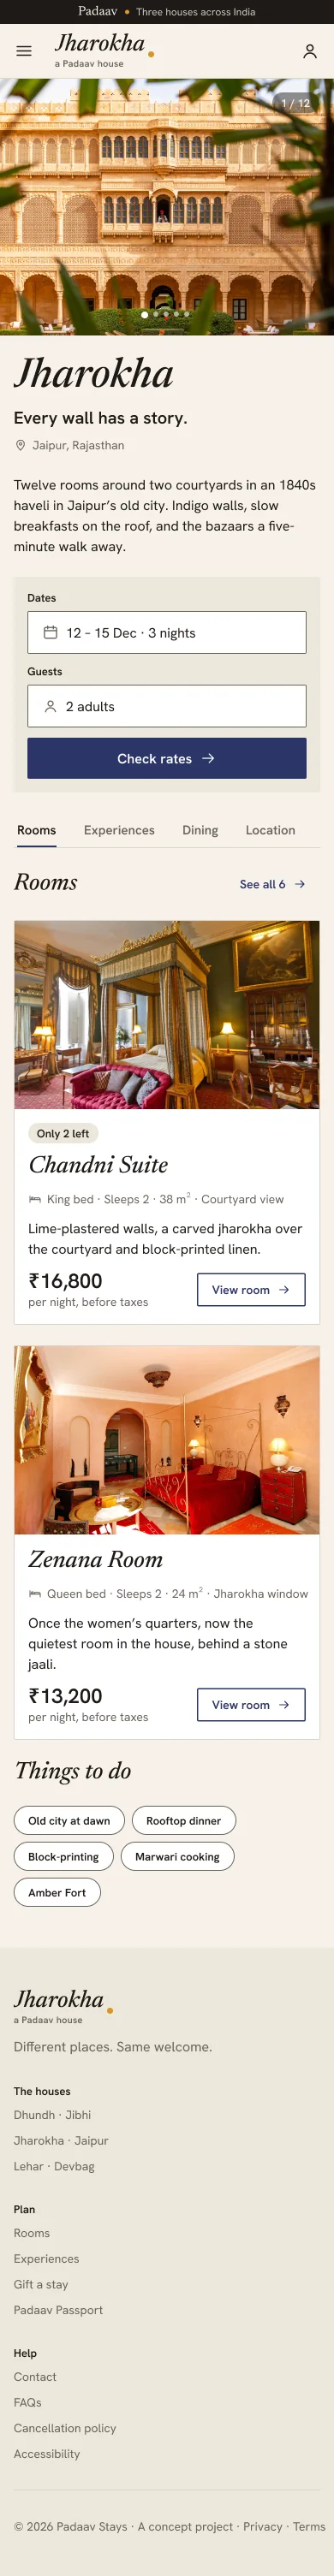 Padaav • Three houses across India
Jharokha
a Padaav house
1 / 12
Jharokha
Every wall has a story.
Jaipur, Rajasthan
Twelve rooms around two courtyards in an 1840s
haveli in Jaipur’s old city. Indigo walls, slow
breakfasts on the roof, and the bazaars a five-
minute walk away.
Dates
12 – 15 Dec · 3 nights
Guests
2 adults
Check rates →
Rooms Experiences Dining Location
Rooms See all 6 →
Only 2 left
Chandni Suite
King bed · Sleeps 2 · 38 m² · Courtyard view
Lime-plastered walls, a carved jharokha over
the courtyard and block-printed linen.
₹16,800
per night, before taxes
View room →
Zenana Room
Queen bed · Sleeps 2 · 24 m² · Jharokha window
Once the women’s quarters, now the
quietest room in the house, behind a stone
jaali.
₹13,200
per night, before taxes
View room →
Things to do
Old city at dawn Rooftop dinner
Block-printing Marwari cooking
Amber Fort
Jharokha
a Padaav house
Different places. Same welcome.
The houses
Dhundh · Jibhi
Jharokha · Jaipur
Lehar · Devbag
Plan
Rooms
Experiences
Gift a stay
Padaav Passport
Help
Contact
FAQs
Cancellation policy
Accessibility
© 2026 Padaav Stays · A concept project · Privacy · Terms